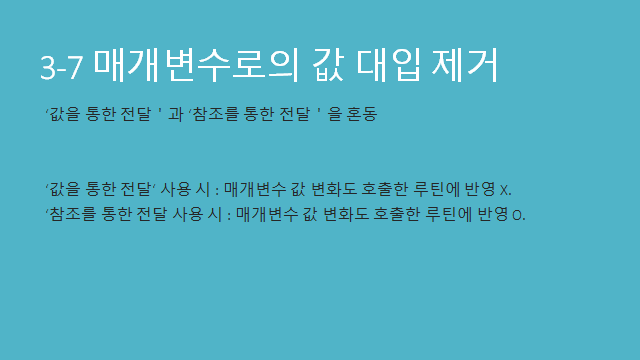 3-7 매개변수로의 값 대입 제거
‘값을 통한 전달 ' 과 ‘참조를 통한 전달 ' 을 혼동
‘값을 통한 전달‘ 사용 시 : 매개변수 값 변화도 호출한 루틴에 반영 X.
‘참조를 통한 전달 사용 시 : 매개변수 값 변화도 호출한 루틴에 반영 O.